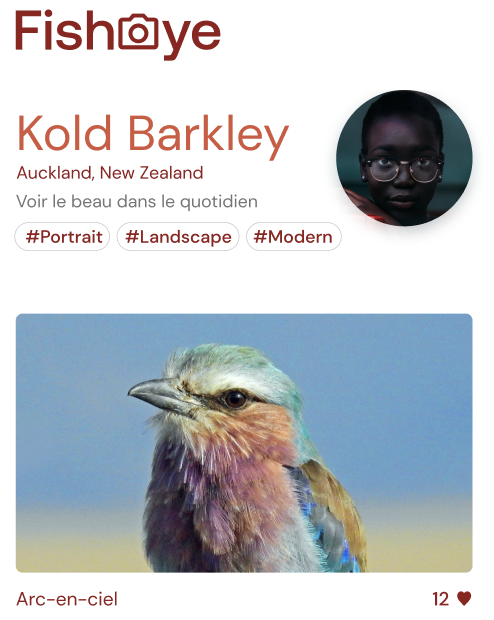 Fisheye
Kold Barkley
Auckland, New Zealand
Voir le beau dans le quotidien
#Portrait #Landscape #Modern
Arc-en-ciel
12